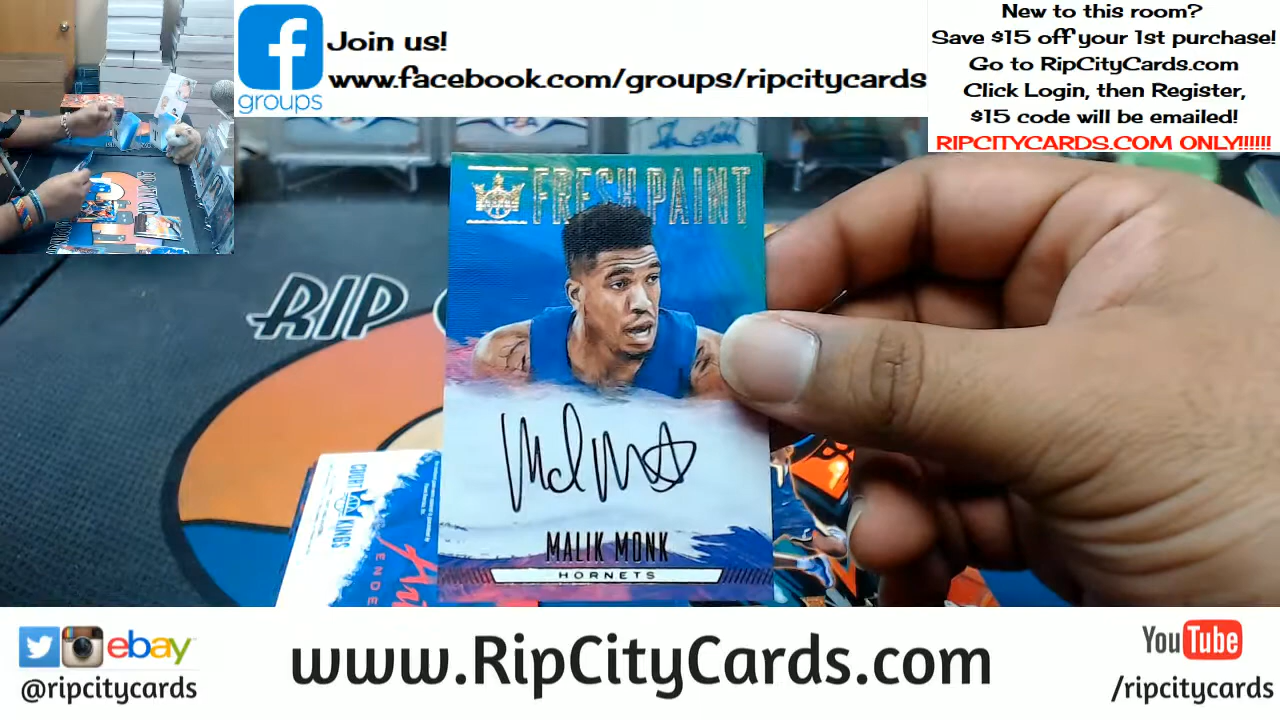 groups
Join us!
www.facebook.com/groups/ripcitycards
New to this room?
Save $15 off your 1st purchase!
Go to RipCityCards.com
Click Login, then Register,
$15 code will be emailed!
RIPCITYCARDS.COM ONLY!!!!!!
PSA
FRESH PAINT
RIP
MALIK MONK
HORNETS
COURT KINGS
ebay
@ripcitycards
www.RipCityCards.com
YouTube
/ripcitycards